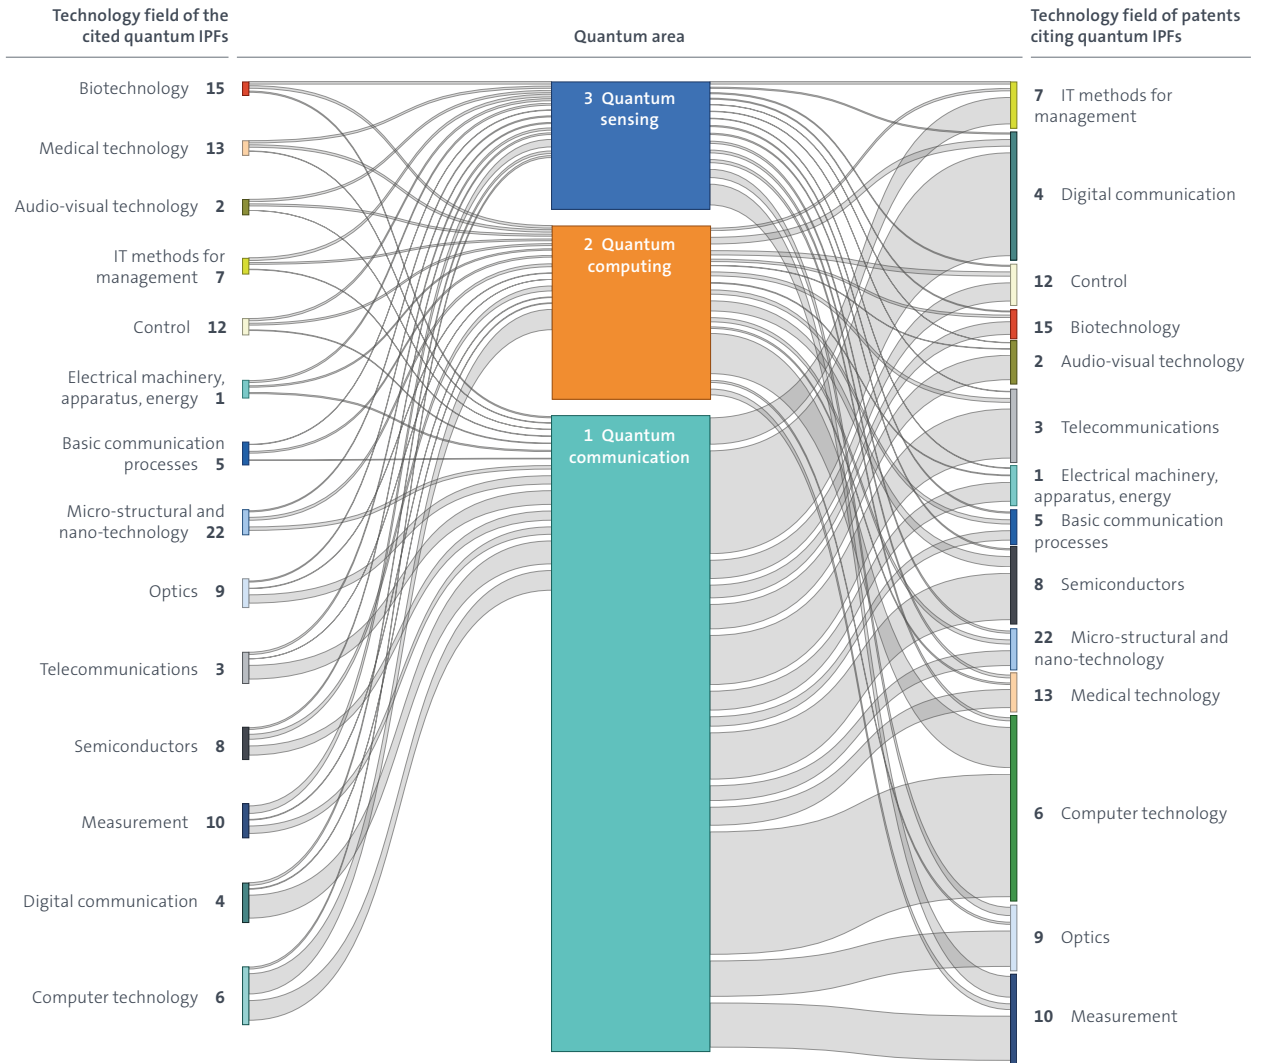 Technology field of the
cited quantum IPFs
Quantum area
Technology field of patents
citing quantum IPFs
Biotechnology 15
Medical technology 13
Audio-visual technology 2
IT methods for
management 7
Control 12
Electrical machinery,
apparatus, energy 1
Basic communication
processes 5
Micro-structural and
nano-technology 22
Optics 9
Telecommunications 3
Semiconductors 8
Measurement 10
Digital communication 4
Computer technology 6
3 Quantum
sensing
2 Quantum
computing
1 Quantum
communication
7 IT methods for
management
4 Digital communication
12 Control
15 Biotechnology
2 Audio-visual technology
3 Telecommunications
1 Electrical machinery,
apparatus, energy
5 Basic communication
processes
8 Semiconductors
22 Micro-structural and
nano-technology
13 Medical technology
6 Computer technology
9 Optics
10 Measurement